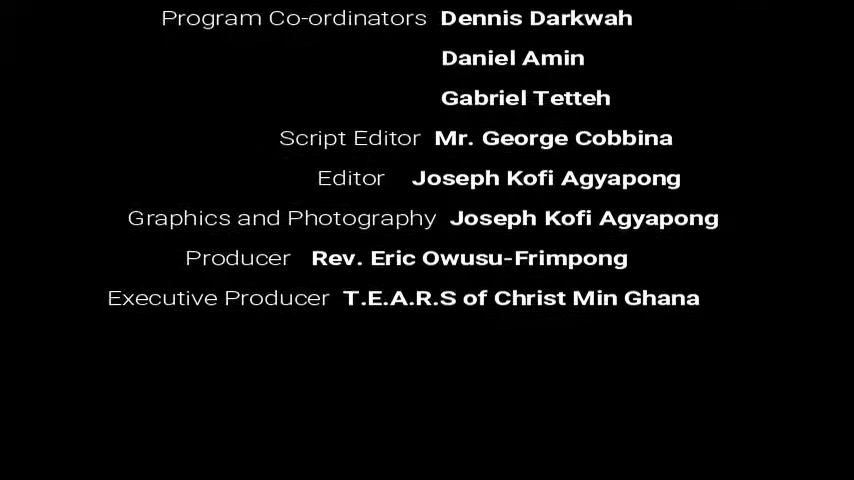 Program Co-ordinators Dennis Darkwah
Daniel Amin
Gabriel Tetteh
Script Editor Mr. George Cobbina
Editor Joseph Kofi Agyapong
Graphics and Photography Joseph Kofi Agyapong
Producer Rev. Eric Owusu-Frimpong
Executive Producer T.E.A.R.S of Christ Min Ghana